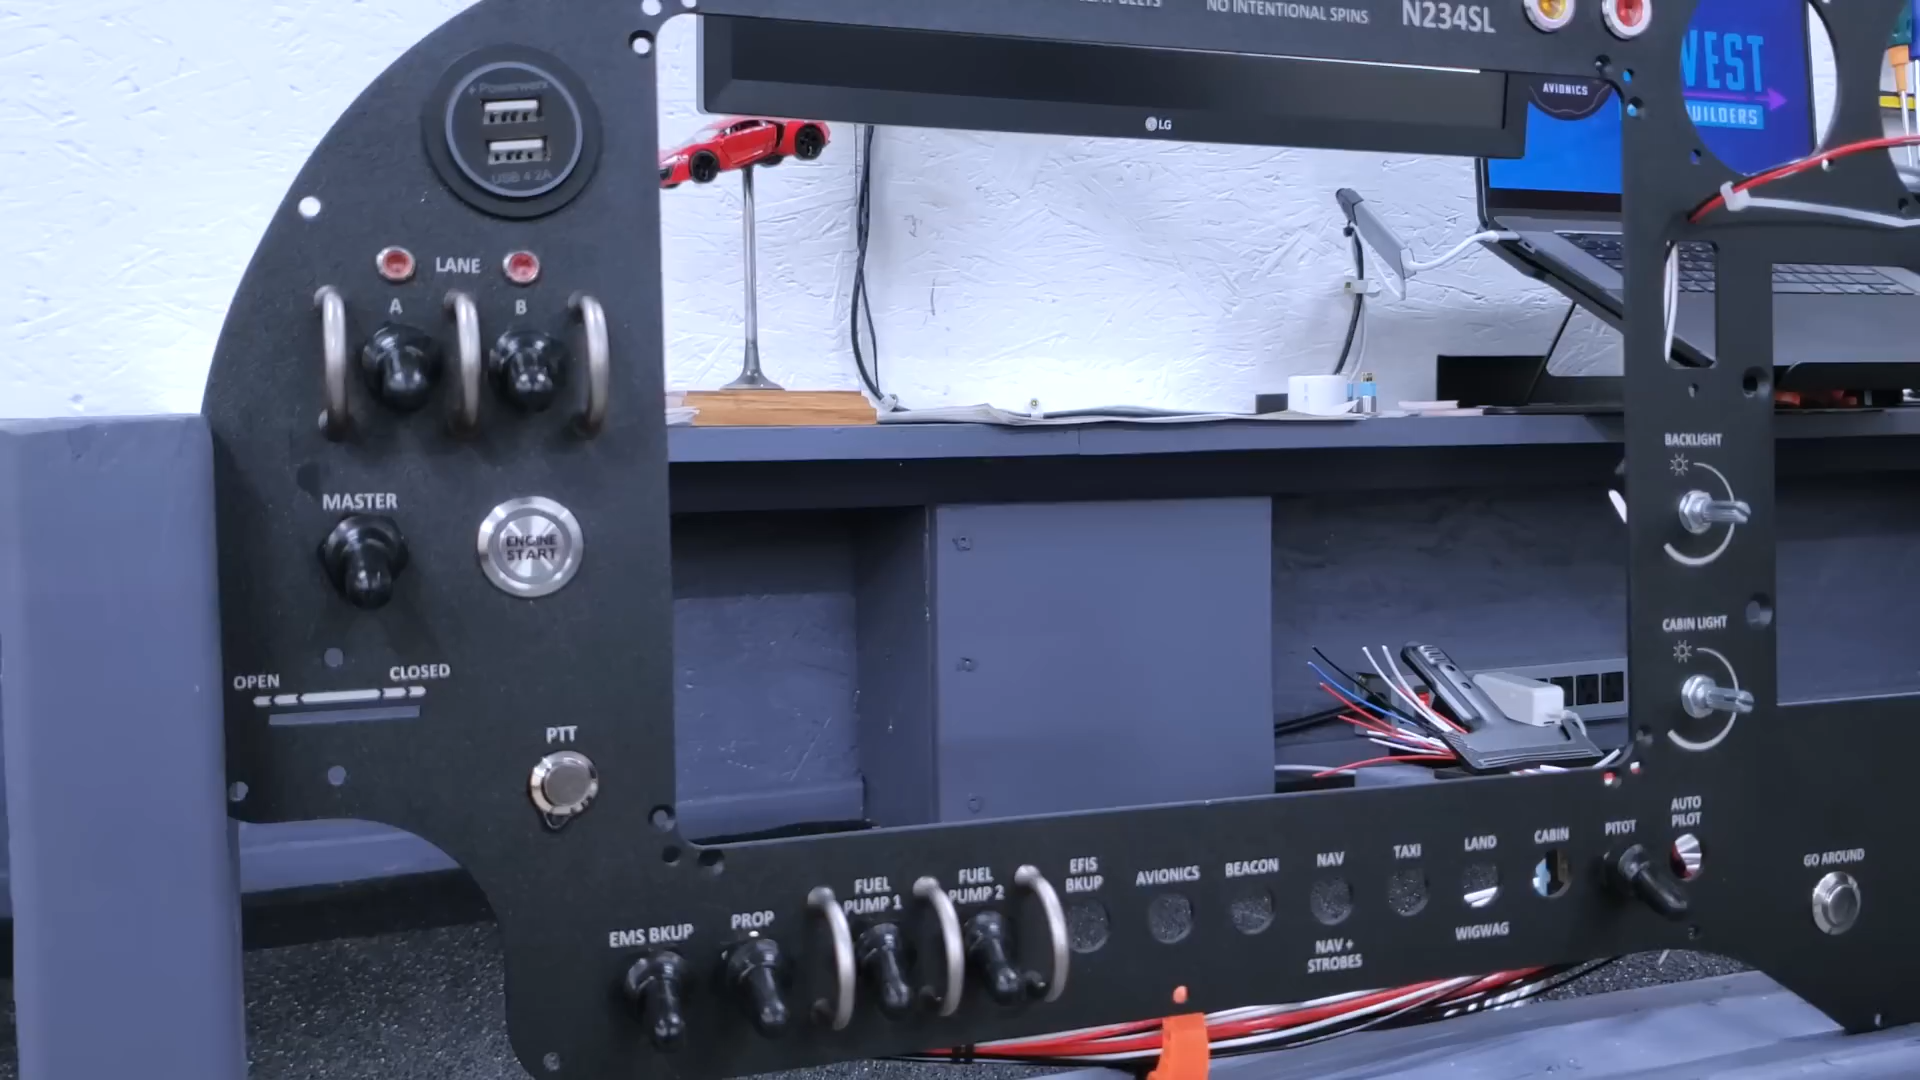 NO INTENTIONAL SPINS
N234SL
Powerwerx
USB 4.2A
LG
AVIONICS
VEST
UILDERS
LANE
A
B
MASTER
ENGINE
START
OPEN
CLOSED
PTT
BACKLIGHT
CABIN LIGHT
EMS BKUP
PROP
FUEL
PUMP 1
FUEL
PUMP 2
EFIS
BKUP
AVIONICS
BEACON
NAV
NAV +
STROBES
TAXI
LAND
WIGWAG
CABIN
PITOT
AUTO
PILOT
GO AROUND